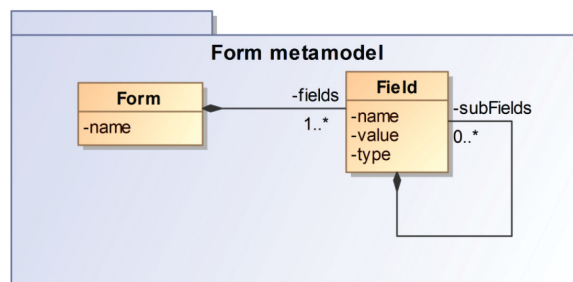 Form metamodel
Form
-name
-fields
1..*
Field
-name
-value
-type
-subFields
0..*